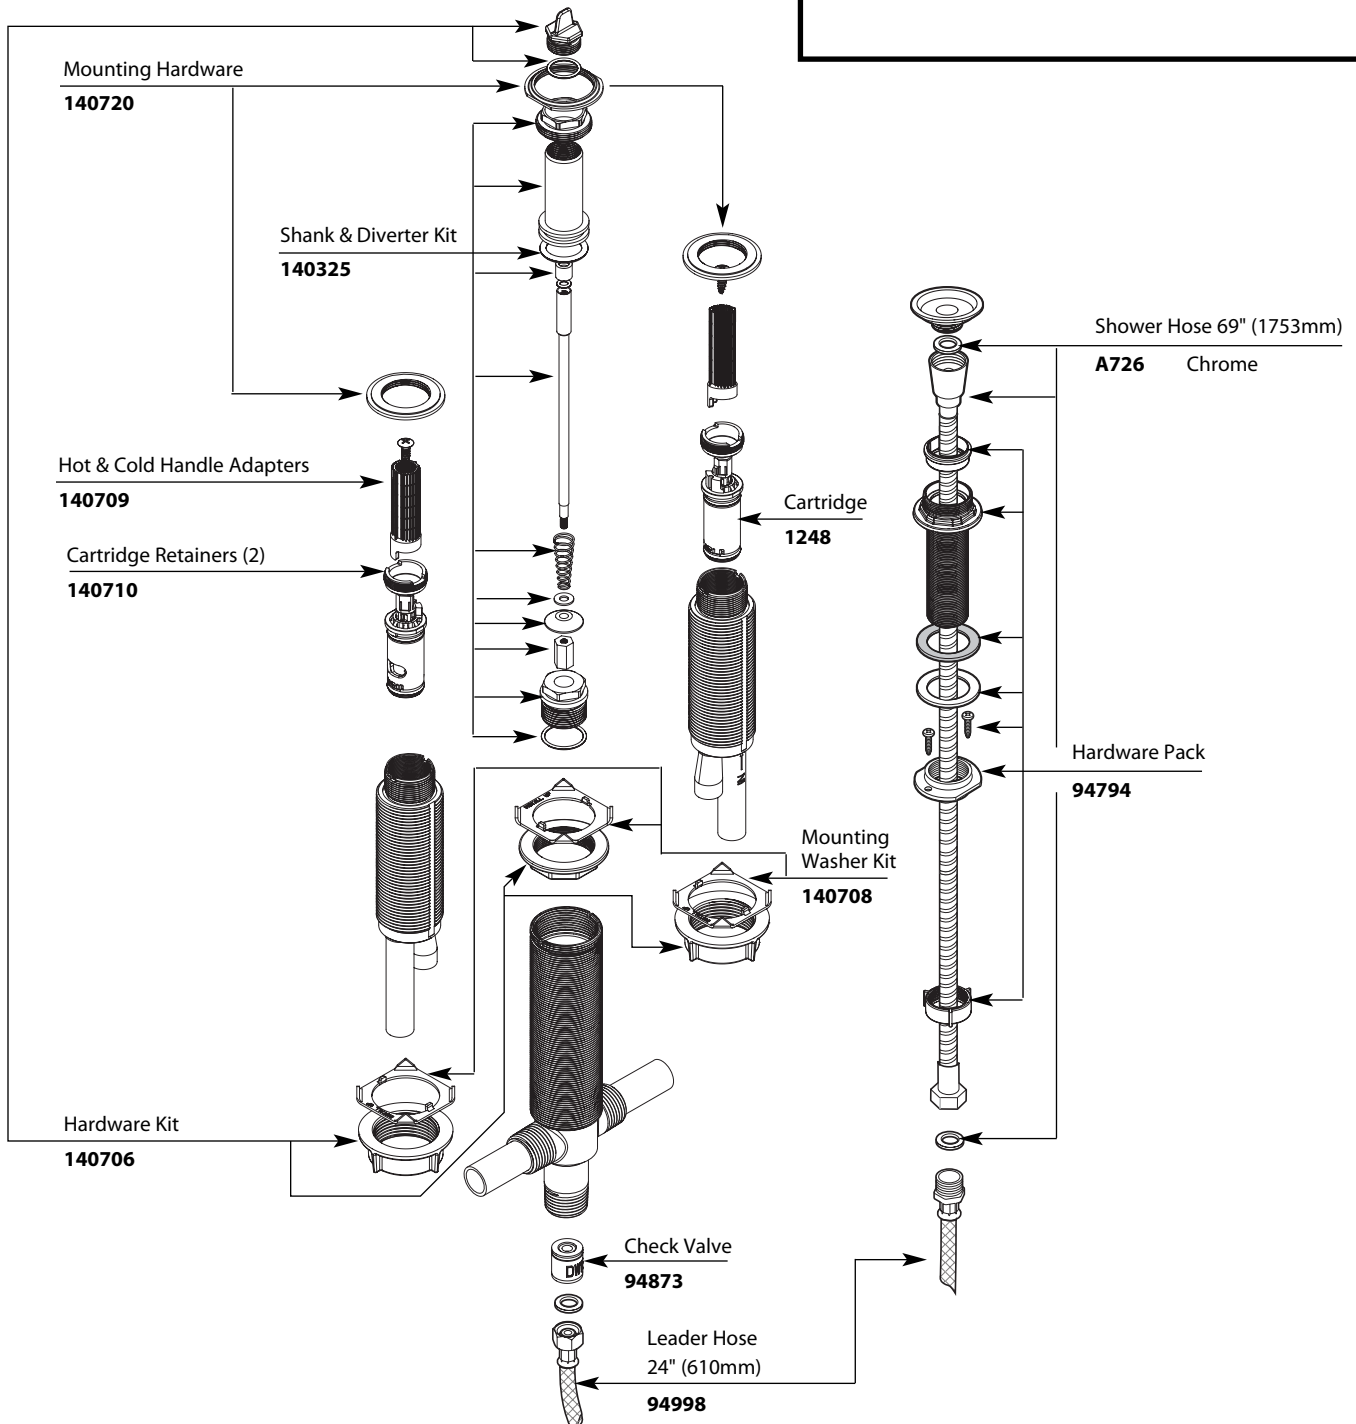 Mounting Hardware
140720
Shank & Diverter Kit
140325
Shower Hose 69" (1753mm)
A726 Chrome
Hot & Cold Handle Adapters
140709
Cartridge
1248
Cartridge Retainers (2)
140710
Hardware Pack
94794
Mounting
Washer Kit
140708
Hardware Kit
140706
Check Valve
94873
Leader Hose
24" (610mm)
94998